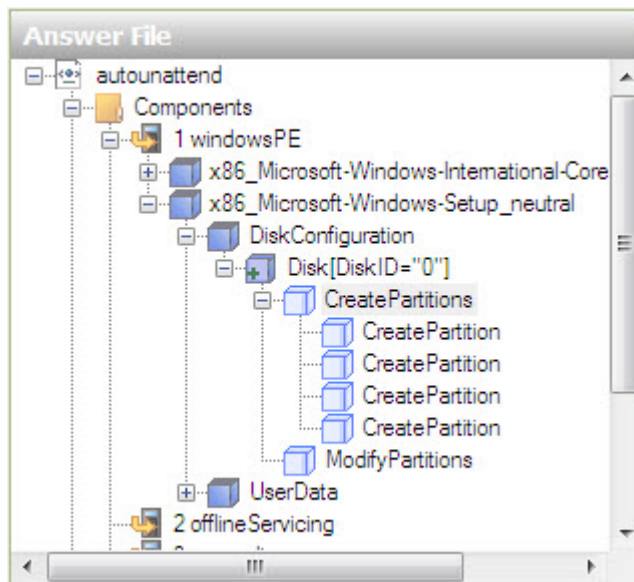 Answer File
autounattend
Components
1 windowsPE
x86_Microsoft-Windows-International-Core
x86_Microsoft-Windows-Setup_neutral
DiskConfiguration
Disk[DiskID="0"]
CreatePartitions
CreatePartition
CreatePartition
CreatePartition
CreatePartition
ModifyPartitions
UserData
2 offlineServicing